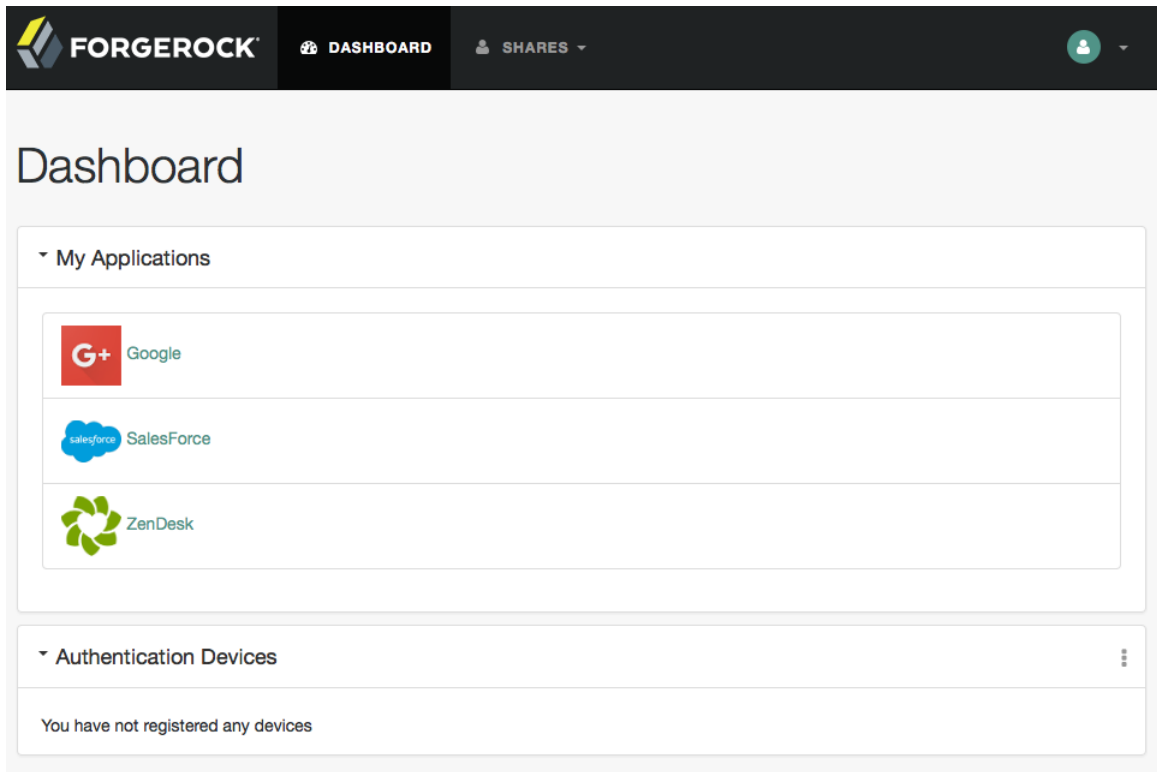 FORGEROCK
DASHBOARD
SHARES
Dashboard
My Applications
G+ Google
salesforce SalesForce
ZenDesk
Authentication Devices
You have not registered any devices